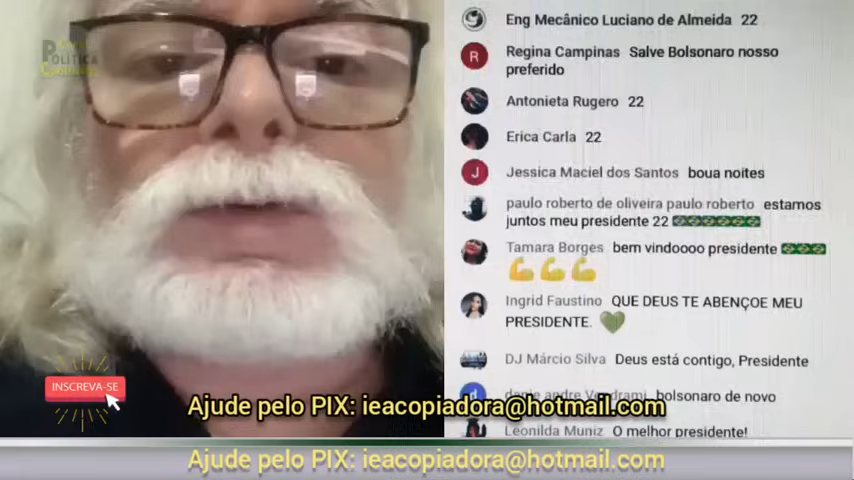 POLÍTICA
Eng Mecânico Luciano de Almeida 22
R Regina Campinas Salve Bolsonaro nosso
preferido
Antonieta Rugero 22
Erica Carla 22
J Jessica Maciel dos Santos boua noites
paulo roberto de oliveira paulo roberto estamos
juntos meu presidente 22
Tamara Borges bem vindoooo presidente
Ingrid Faustino QUE DEUS TE ABENÇOE MEU
PRESIDENTE.
DJ Márcio Silva Deus está contigo, Presidente
d andre bolsonaro de novo
Leonilda Muniz O melhor presidente!
INSCREVA-SE
Ajude pelo PIX: ieacopiadora@hotmail.com
Ajude pelo PIX: ieacopiadora@hotmail.com